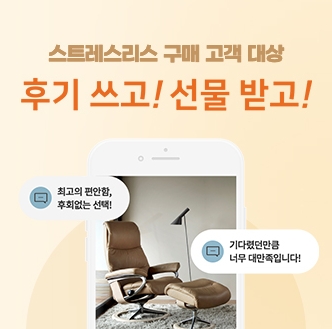 스트레스리스 구매 고객 대상
후기 쓰고! 선물 받고!
최고의 편안함,
후회없는 선택!
기다렸던만큼
너무 대만족입니다!